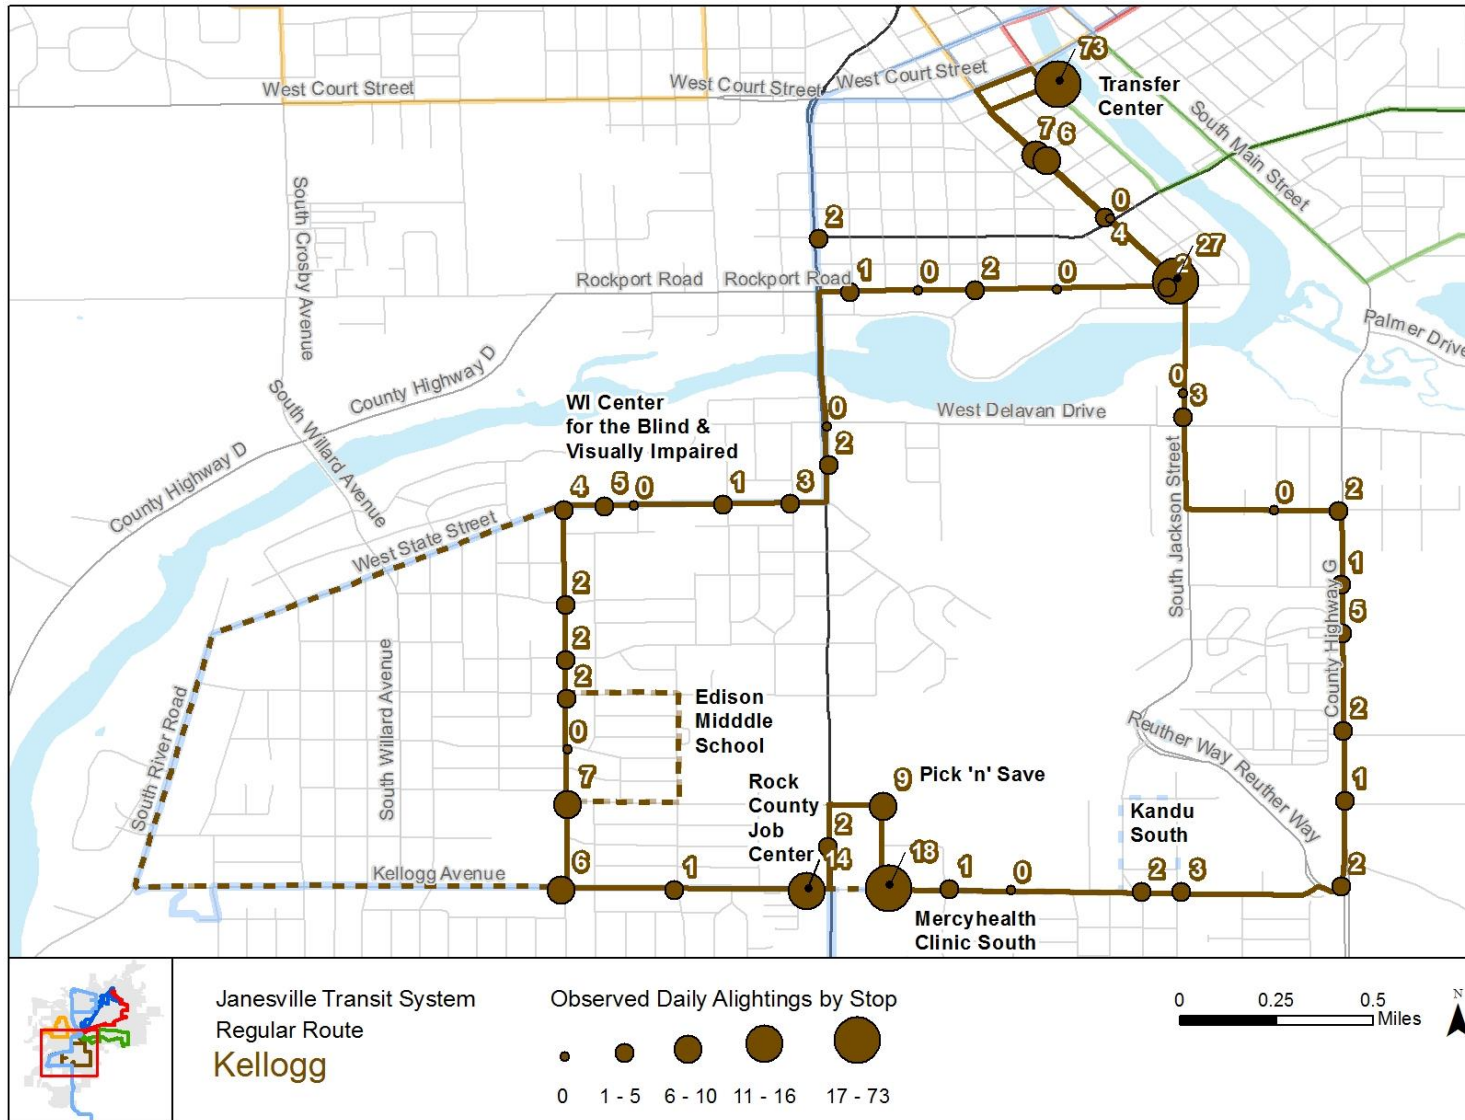 73
West Court Street
West Court Street
West Court Street
Transfer
Center
South Main Street
7
6
0
4
South Crosby Avenue
2
27
2
Rockport Road
Rockport Road
1
0
2
0
Palmer Drive
County Highway D
South Willard Avenue
WI Center
for the Blind &
Visually Impaired
0
2
0
3
West Delavan Drive
County Highway D
4
5
0
1
3
South Jackson Street
0
2
West State Street
2
1
5
County Highway G
2
2
Edison
Midddle
School
South Willard Avenue
South River Road
0
2
Reuther Way
Reuther Way
7
Rock
County
Job
Center
9
Pick 'n' Save
1
Kandu
South
2
14
18
6
Kellogg Avenue
1
1
0
2
3
2
Mercyhealth
Clinic South
Janesville Transit System
Regular Route
Kellogg
Observed Daily Alightings by Stop
0
1 - 5
6 - 10
11 - 16
17 - 73
0
0.25
0.5
Miles
N